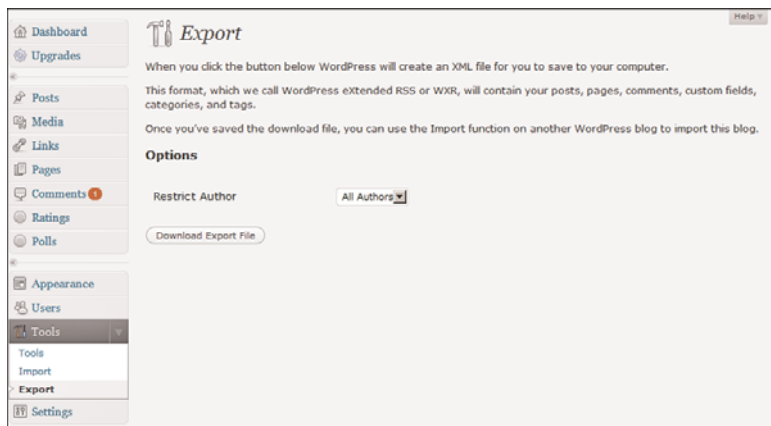 Help
Dashboard
Upgrades
Posts
Media
Links
Pages
Comments 1
Ratings
Polls
Appearance
Users
Tools
Tools
Import
Export
Settings
Export
When you click the button below WordPress will create an XML file for you to save to your computer.
This format, which we call WordPress eXtended RSS or WXR, will contain your posts, pages, comments, custom fields,
categories, and tags.
Once you've saved the download file, you can use the Import function on another WordPress blog to import this blog.
Options
Restrict Author
All Authors
Download Export File